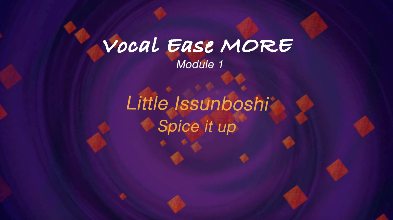 Vocal Ease MORE
Module 1
Little Issunboshi
Spice it up